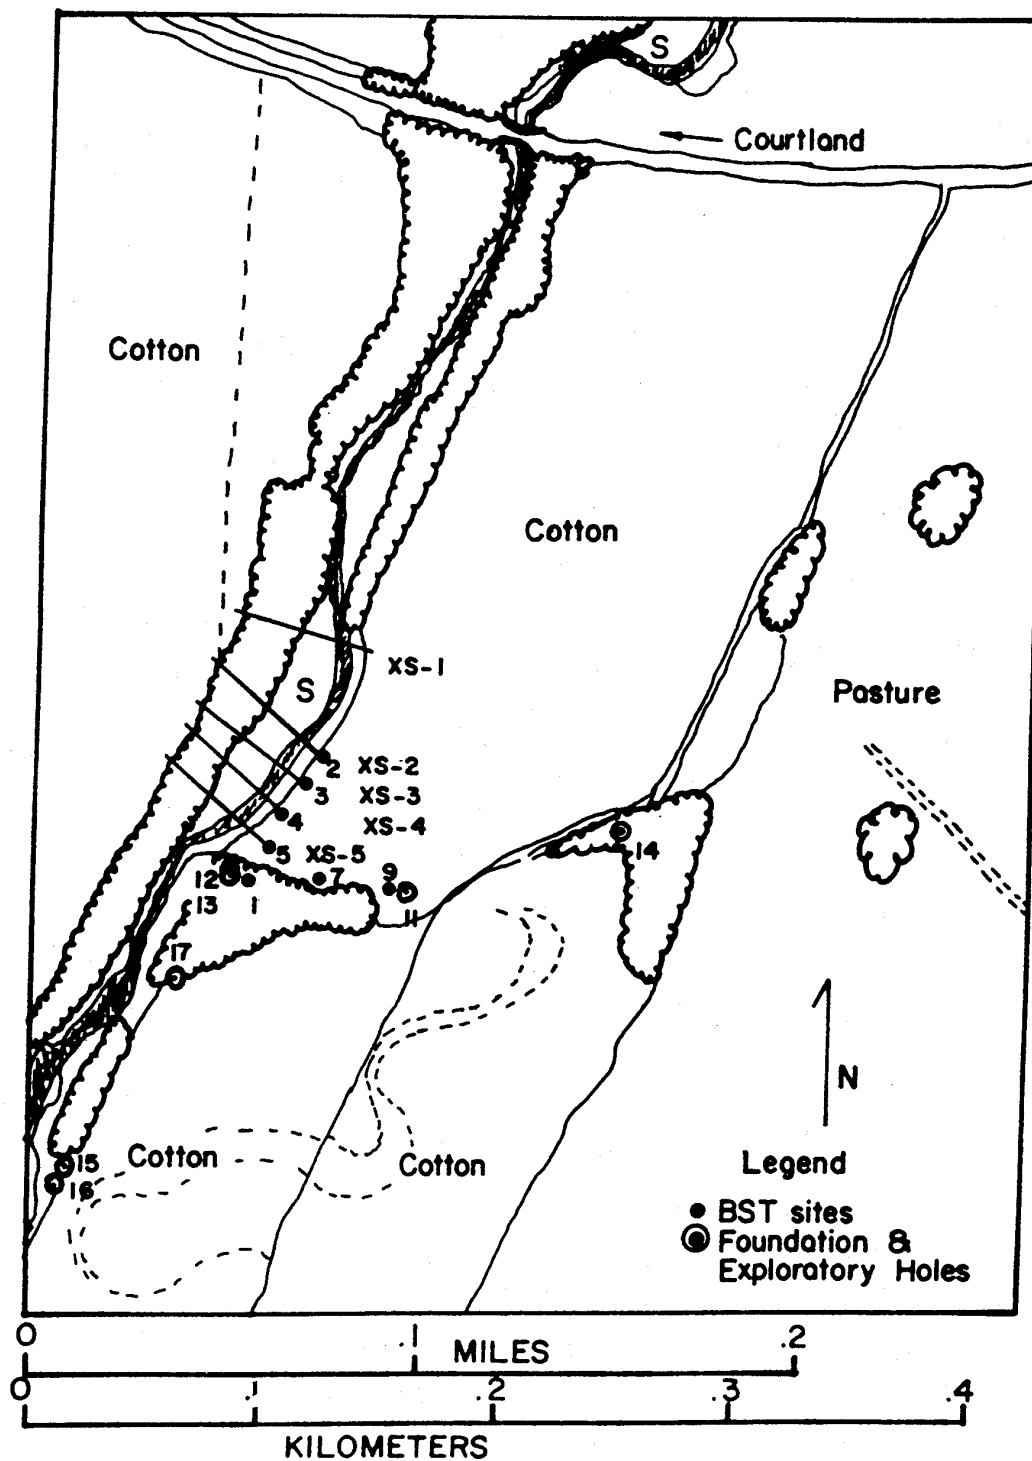 S
Courtland
Cotton
Cotton
XS-1
S
Pasture
2 XS-2
3 XS-3
4 XS-4
5 XS-5
14
12 7 9
13 1 11
17
N
15 Cotton Cotton
16
Legend
BST sites
Foundation &
Exploratory Holes
0 .1 .2
MILES
0 .1 .2 .3 .4
KILOMETERS